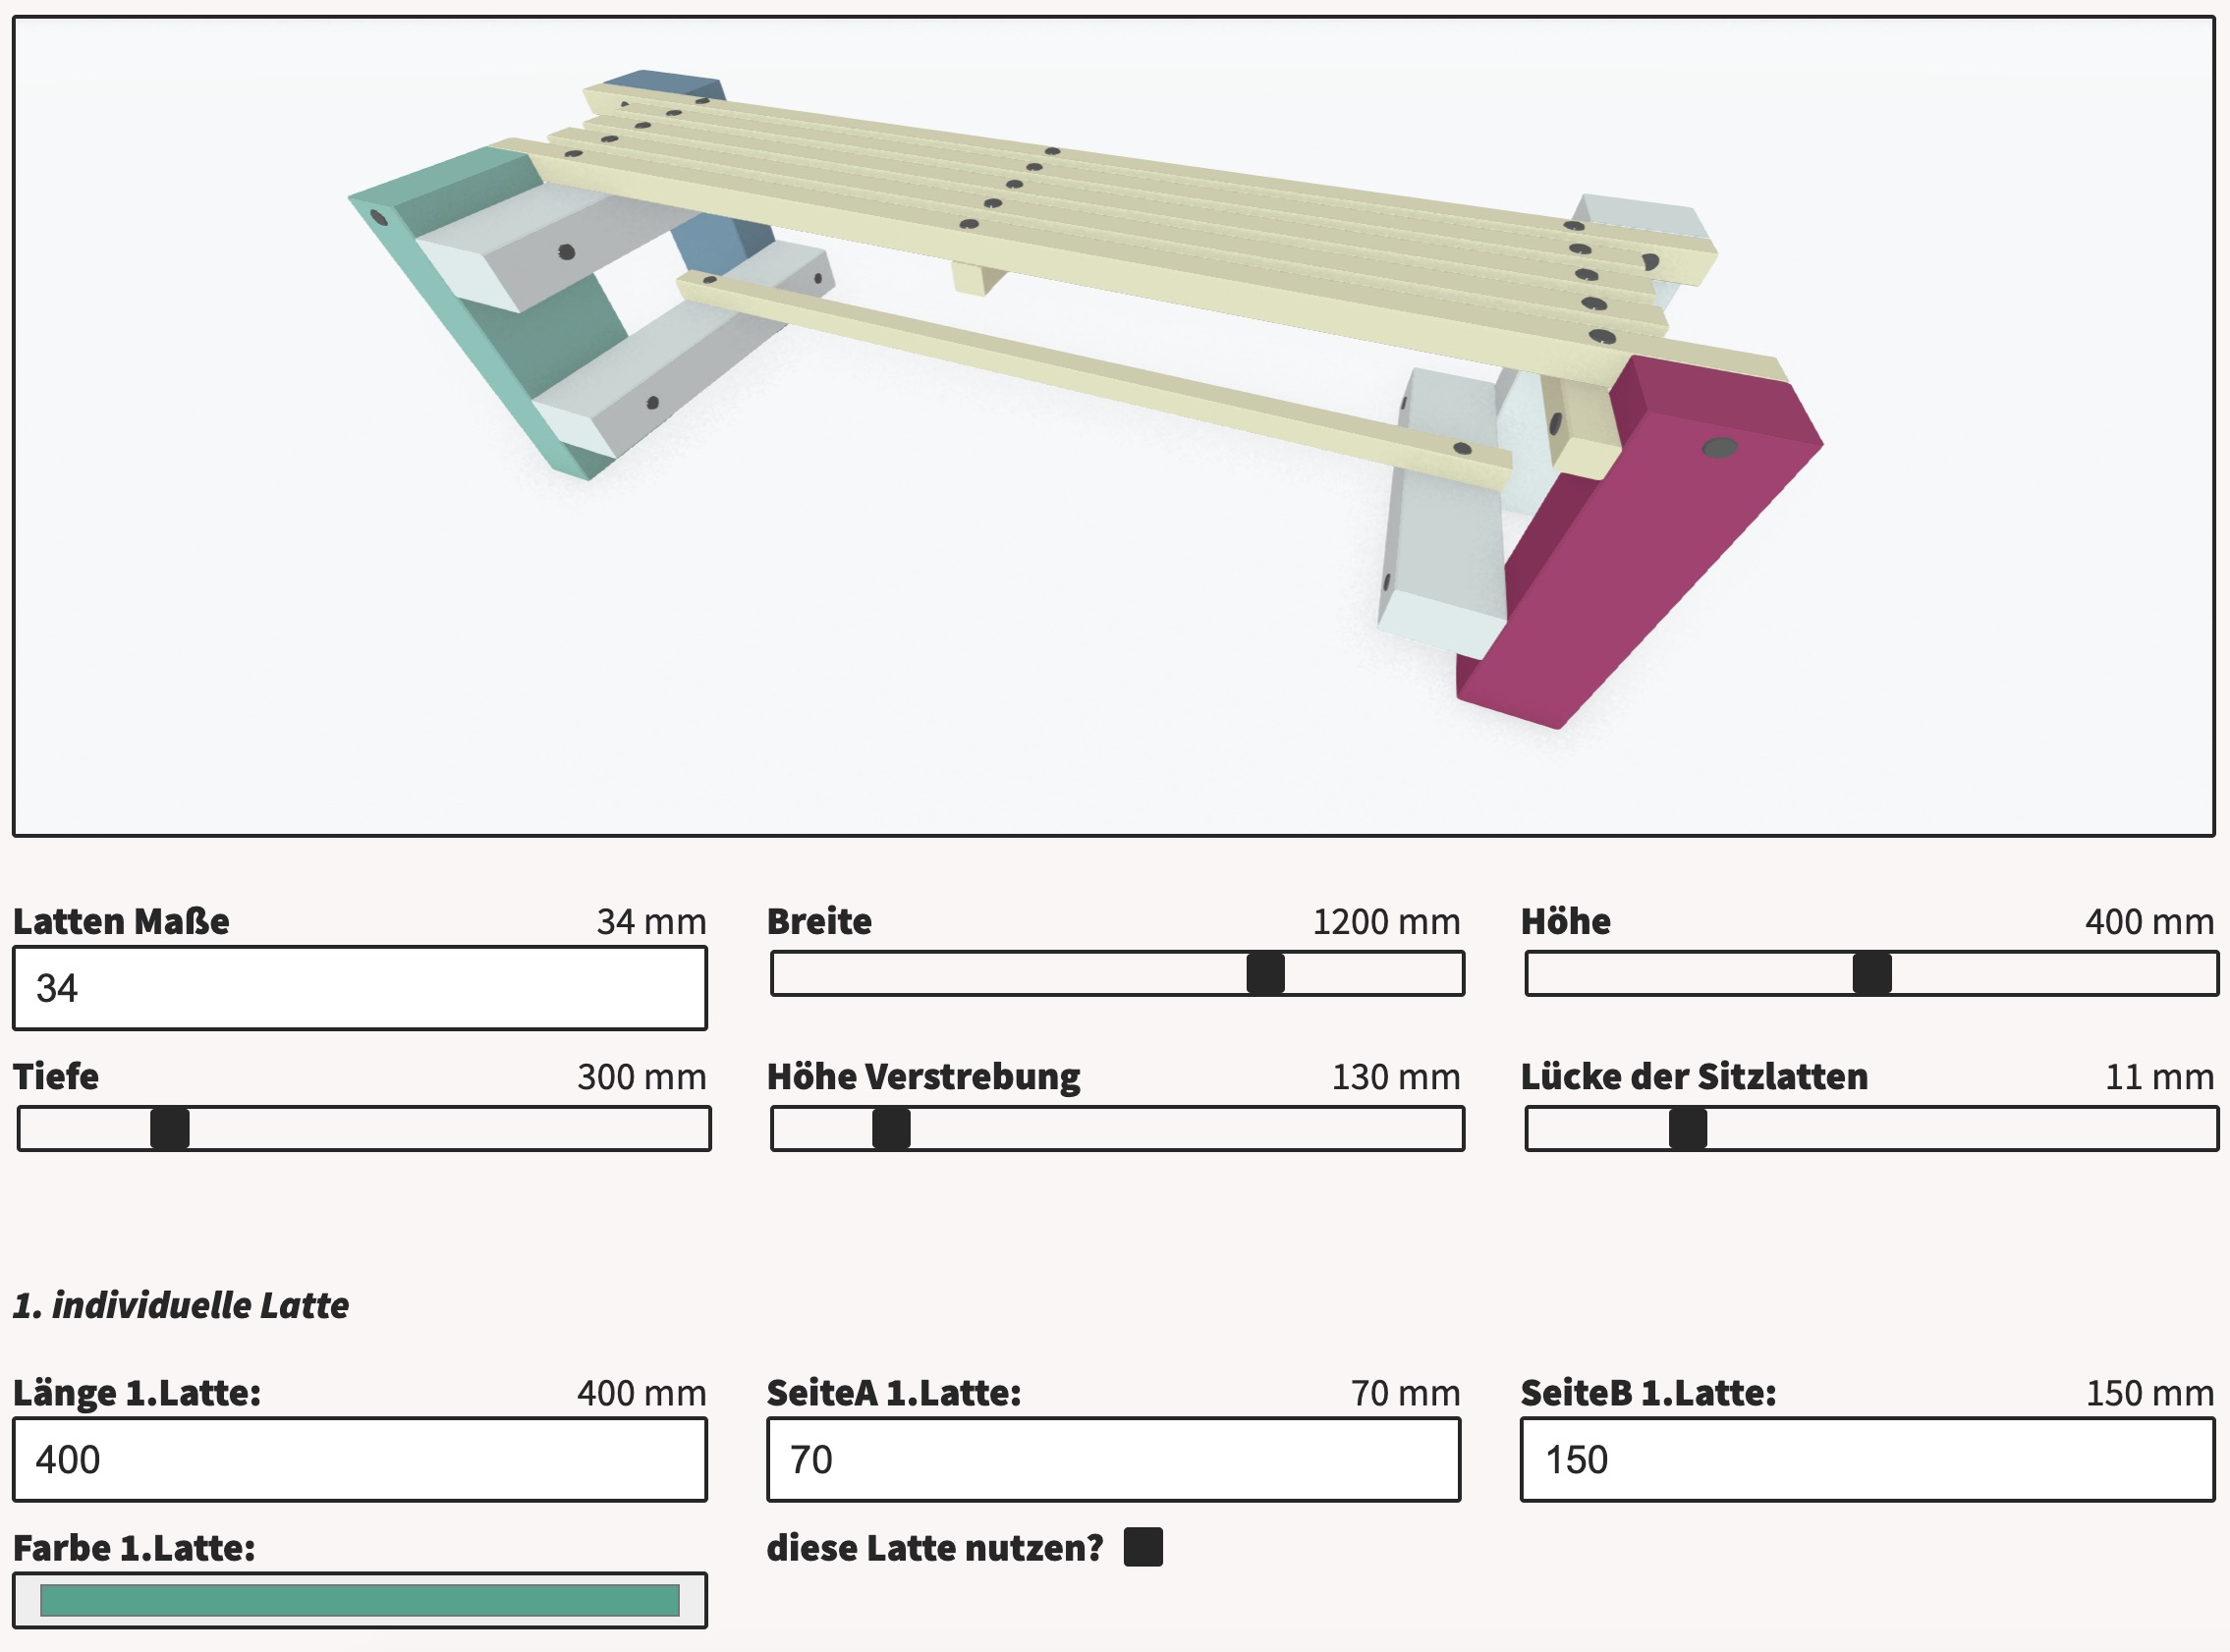 Latten Maße 34 mm Breite 1200 mm Höhe 400 mm
34
Tiefe 300 mm Höhe Verstrebung 130 mm Lücke der Sitzlatten 11 mm
1. individuelle Latte
Länge 1.Latte: 400 mm SeiteA 1.Latte: 70 mm SeiteB 1.Latte: 150 mm
400 70 150
Farbe 1.Latte: diese Latte nutzen?